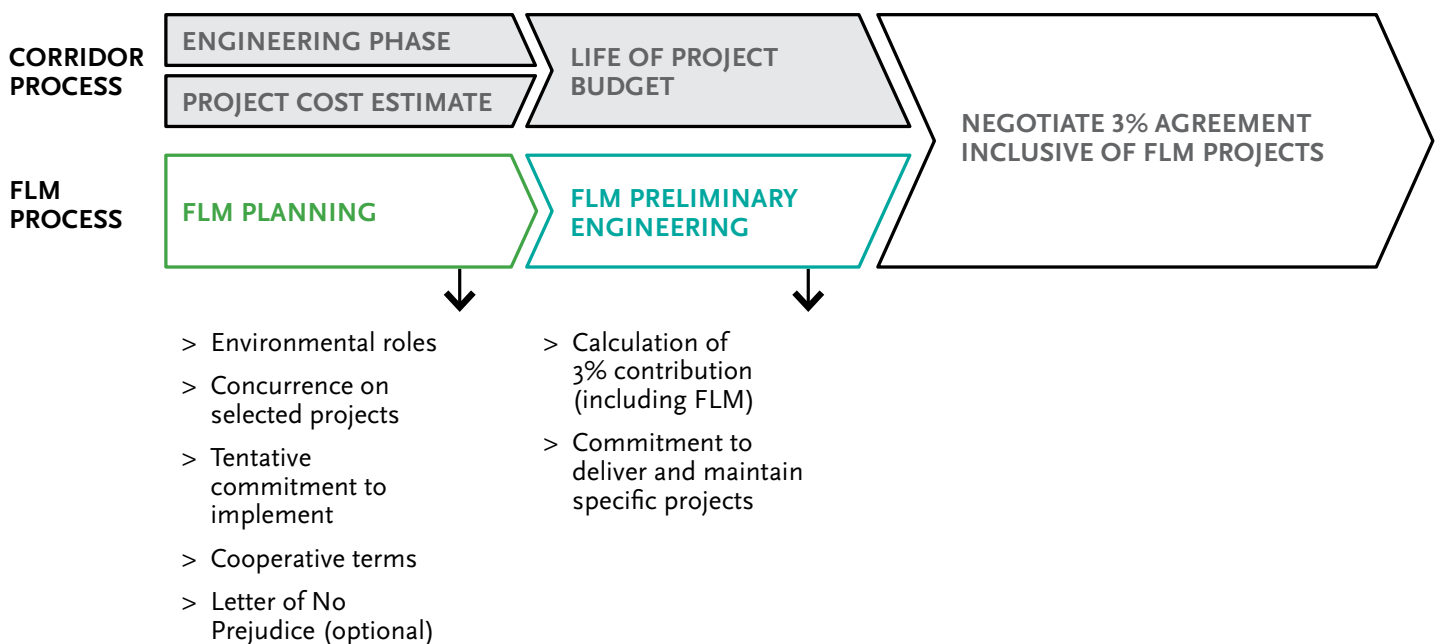 CORRIDOR
PROCESS
ENGINEERING PHASE
PROJECT COST ESTIMATE
LIFE OF PROJECT
BUDGET
NEGOTIATE 3% AGREEMENT
INCLUSIVE OF FLM PROJECTS
FLM
PROCESS
FLM PLANNING
FLM PRELIMINARY
ENGINEERING
> Environmental roles
> Concurrence on
selected projects
> Tentative
commitment to
implement
> Cooperative terms
> Letter of No
Prejudice (optional)
> Calculation of
3% contribution
(including FLM)
> Commitment to
deliver and maintain
specific projects